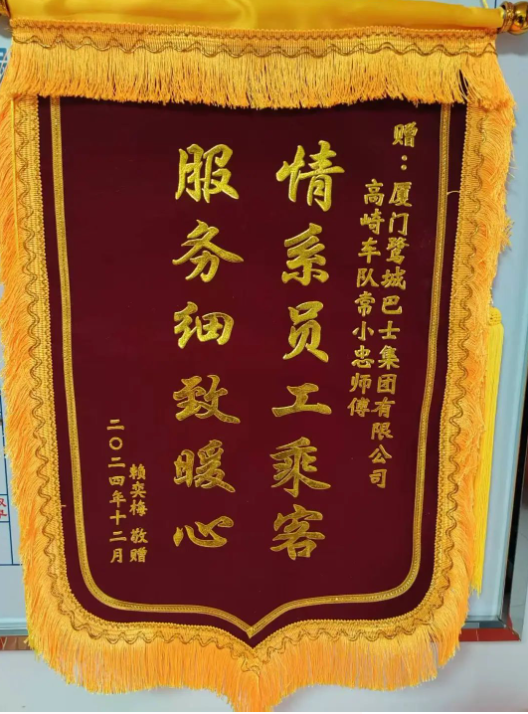 赠：厦门鹭城巴士集团有限公司
高崎车队常小忠师傅
情系员工乘客
服务细致暖心
赖奕梅 敬赠
二〇二四年十二月